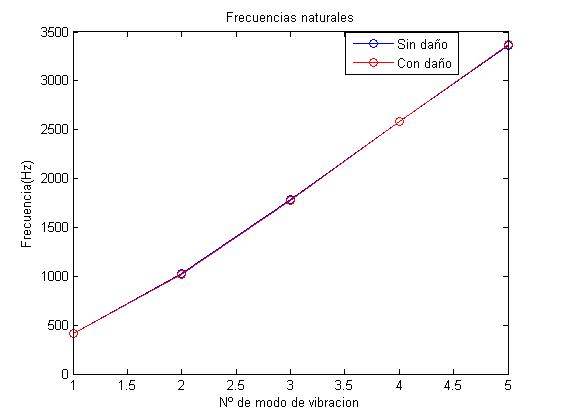 Frecuencias naturales
3500
3000
2500
2000
1500
1000
500
0
Frecuencia(Hz)
Sin daño
Con daño
1 1.5 2 2.5 3 3.5 4 4.5 5
Nº de modo de vibracion